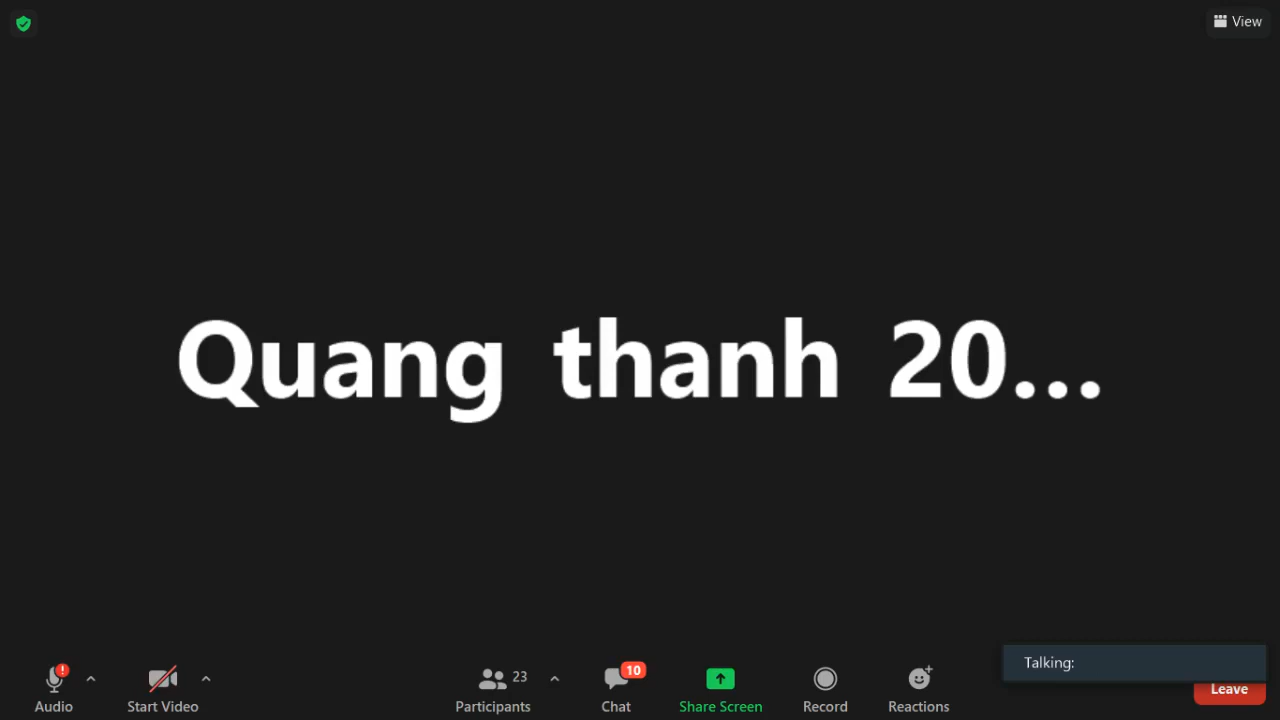 View
Quang thanh 20...
Talking:
23
10
Audio
Start Video
Participants
Chat
Share Screen
Record
Reactions
Leave